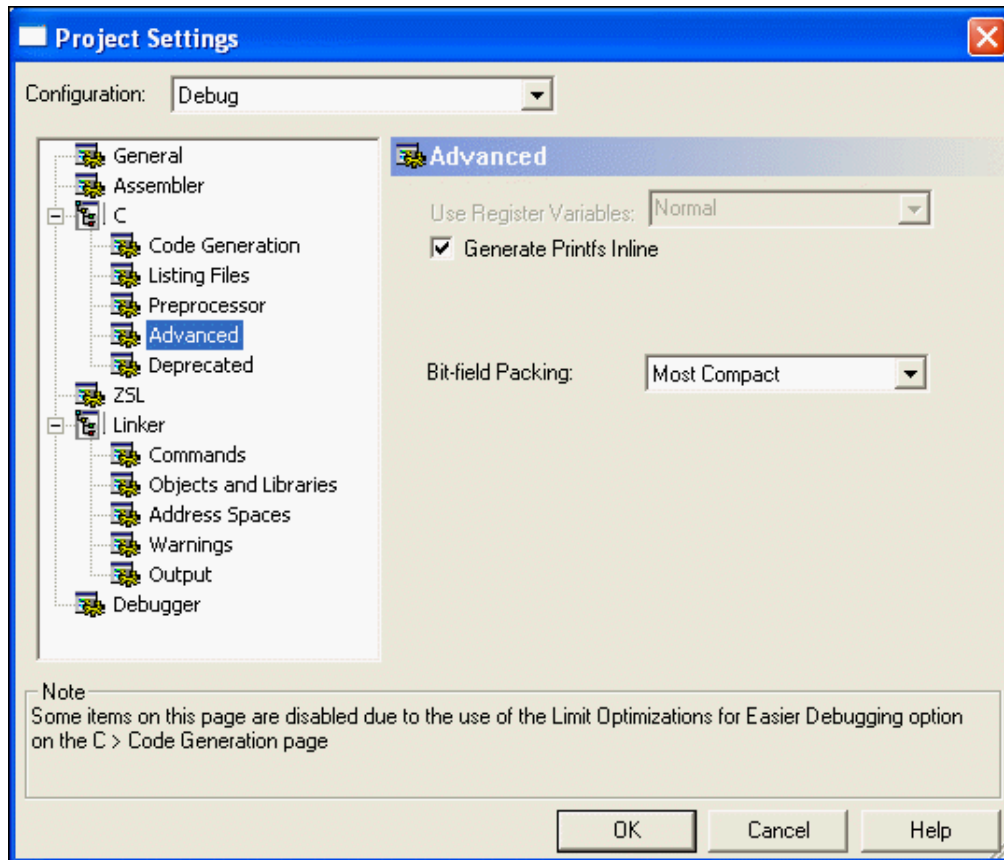 Project Settings
Configuration: Debug
General
Assembler
C
Code Generation
Listing Files
Preprocessor
Advanced
Deprecated
ZSL
Linker
Commands
Objects and Libraries
Address Spaces
Warnings
Output
Debugger
Advanced
Use Register Variables: Normal
Generate Printfs Inline
Bit-field Packing: Most Compact
Note
Some items on this page are disabled due to the use of the Limit Optimizations for Easier Debugging option
on the C > Code Generation page
OK Cancel Help